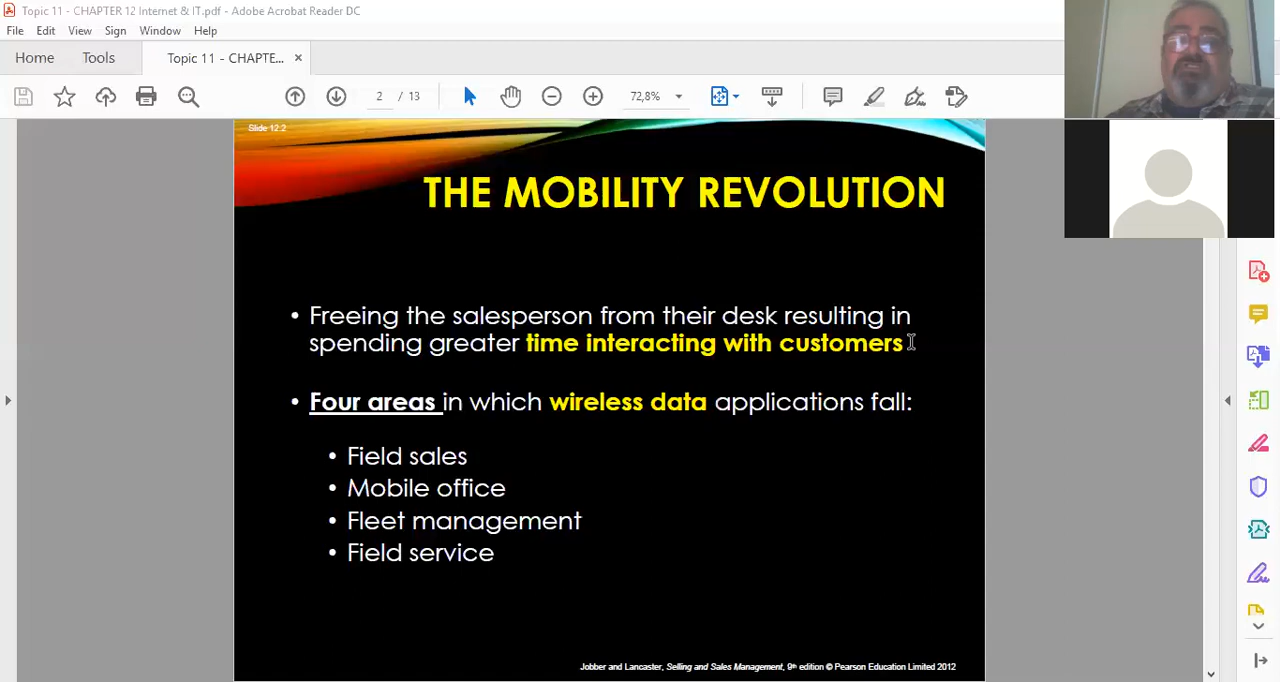 Topic 11 - CHAPTER 12 Internet & IT.pdf - Adobe Acrobat Reader DC
File Edit View Sign Window Help
Home Tools Topic 11 - CHAPTE... ×
2 / 13 72,8%
Slide 12.2
THE MOBILITY REVOLUTION
• Freeing the salesperson from their desk resulting in
spending greater time interacting with customers
• Four areas in which wireless data applications fall:
• Field sales
• Mobile office
• Fleet management
• Field service
Jobber and Lancaster, Selling and Sales Management, 9th edition © Pearson Education Limited 2012